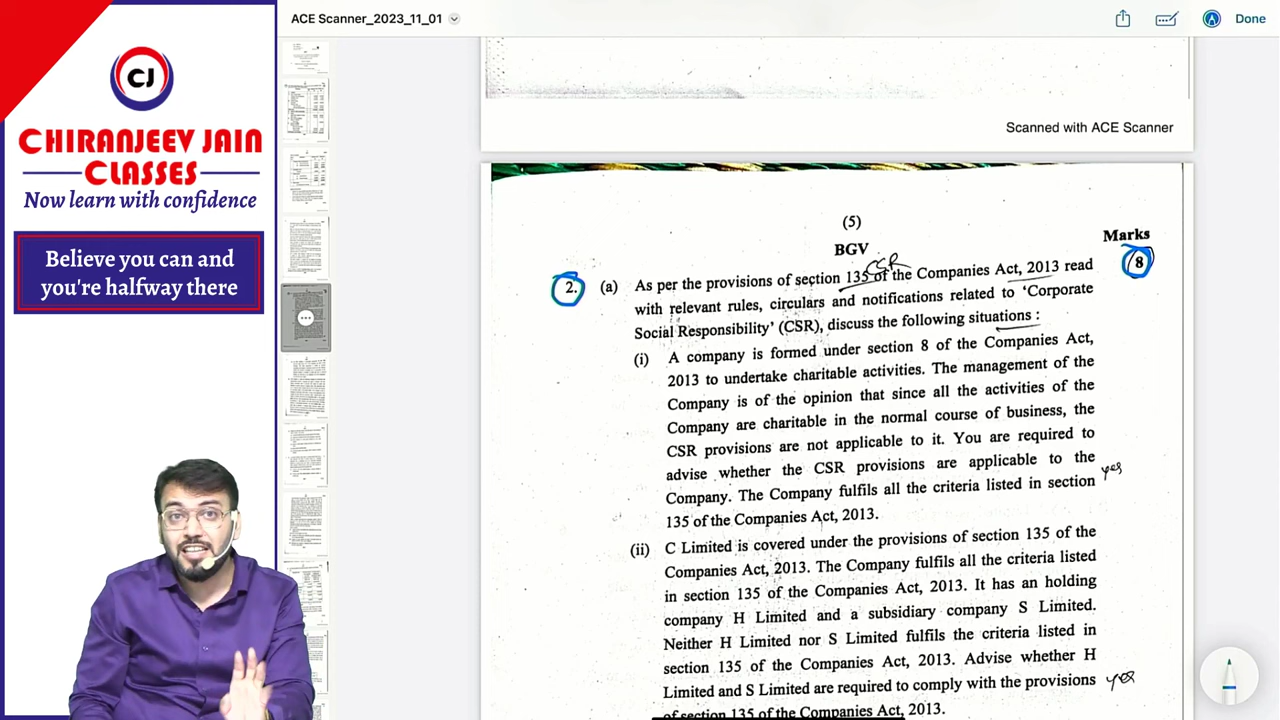 ACE Scanner_2023_11_01
Done
CJ
CHIRANJEEV JAIN
CLASSES
Now learn with confidence
Believe you can and
you're halfway there
Scanned with ACE Scanner
(5)
BGV
Marks
8
CSR
2. (a) As per the provisions of section 135 of the Companies Act, 2013 read
with relevant rules, circulars and notifications related to 'Corporate
Social Responsibility' (CSR), discuss the following situations :
(i) A company is formed under section 8 of the Companies Act,
2013 to undertake charitable activities. The management of the
Company is of the opinion that since all the activities of the
Company are charitable in the normal course of business, the
CSR provisions are not applicable to it. You are required to
advise whether the CSR provisions are applicable to the
Company. The Company fulfils all the criteria listed in section
135 of the Companies Act, 2013.
yes
(ii) C Limited is covered under the provisions of section 135 of the
Companies Act, 2013. The Company fulfils all the criteria listed
in section 135 of the Companies Act, 2013. It has an holding
company H Limited and a subsidiary company S Limited.
Neither H Limited nor S Limited fulfils the criteria listed in
section 135 of the Companies Act, 2013. Advise whether H
Limited and S Limited are required to comply with the provisions
of section 135 of the Companies Act, 2013.
yes